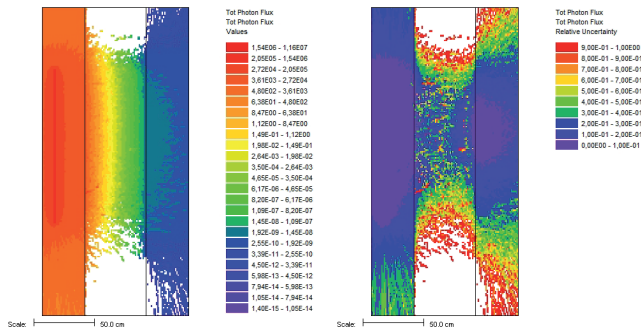 Tot Photon Flux
Tot Photon Flux
Values
1,54E06 - 1,16E07
2,05E05 - 1,54E06
2,72E04 - 2,05E05
3,61E03 - 2,72E04
4,80E02 - 3,61E03
6,38E01 - 4,80E02
8,47E00 - 6,38E01
1,12E00 - 8,47E00
1,49E-01 - 1,12E00
1,98E-02 - 1,49E-01
2,64E-03 - 1,98E-02
3,50E-04 - 2,64E-03
4,65E-05 - 3,50E-04
6,17E-06 - 4,65E-05
8,20E-07 - 6,17E-06
1,09E-07 - 8,20E-07
1,45E-08 - 1,09E-07
1,92E-09 - 1,45E-08
2,55E-10 - 1,92E-09
3,39E-11 - 2,55E-10
4,50E-12 - 3,39E-11
5,98E-13 - 4,50E-12
7,94E-14 - 5,98E-13
1,05E-14 - 7,94E-14
1,40E-15 - 1,05E-14
Scale:
50.0 cm
Tot Photon Flux
Tot Photon Flux
Relative Uncertainty
9,00E-01 - 1,00E00
8,00E-01 - 9,00E-01
7,00E-01 - 8,00E-01
6,00E-01 - 7,00E-01
5,00E-01 - 6,00E-01
4,00E-01 - 5,00E-01
3,00E-01 - 4,00E-01
2,00E-01 - 3,00E-01
1,00E-01 - 2,00E-01
0,00E00 - 1,00E-01
Scale:
50.0 cm